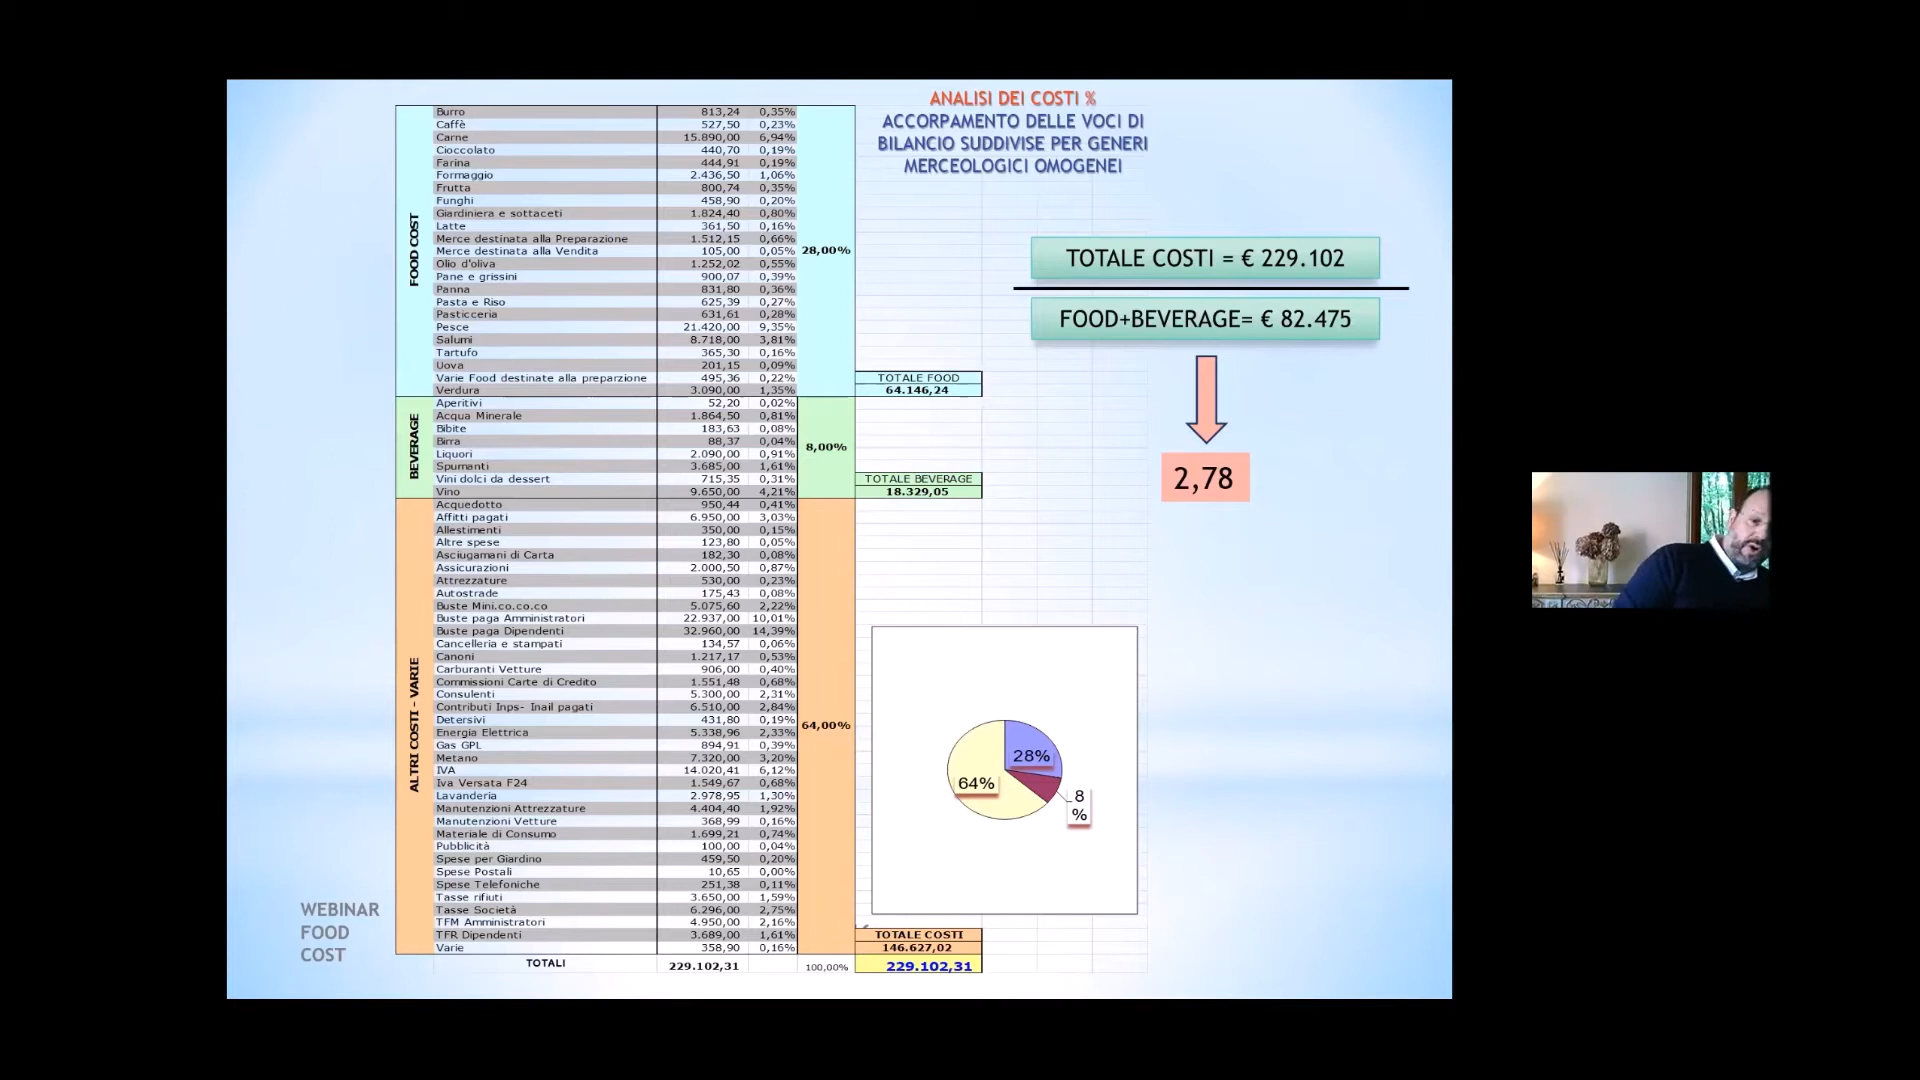 ANALISI DEI COSTI %
ACCORPAMENTO DELLE VOCI DI
BILANCIO SUDDIVISE PER GENERI
MERCEOLOGICI OMOGENEI
FOOD COST
Burro 813,24 0,35%
Caffè 527,50 0,23%
Carne 15.890,00 6,94%
Cioccolato 440,70 0,19%
Farina 444,91 0,19%
Formaggio 2.436,50 1,06%
Frutta 800,74 0,35%
Funghi 458,90 0,20%
Giardiniera e sottaceti 1.824,40 0,80%
Latte 361,50 0,16%
Merce destinata alla Preparazione 1.512,15 0,66%
Merce destinata alla Vendita 105,00 0,05% 28,00%
Olio d'oliva 1.252,02 0,55%
Pane e grissini 900,07 0,39%
Panna 831,80 0,36%
Pasta e Riso 625,39 0,27%
Pasticceria 631,61 0,28%
Pesce 21.420,00 9,35%
Salumi 8.718,00 3,81%
Tartufo 365,30 0,16%
Uova 201,15 0,09%
Varie Food destinate alla preparzione 495,36 0,22% TOTALE FOOD
Verdura 3.090,00 1,35% 64.146,24
BEVERAGE
Aperitivi 52,20 0,02%
Acqua Minerale 1.864,50 0,81%
Bibite 183,63 0,08%
Birra 88,37 0,04% 8,00%
Liquori 2.090,00 0,91%
Spumanti 3.685,00 1,61%
Vini dolci da dessert 715,35 0,31% TOTALE BEVERAGE
Vino 9.650,00 4,21% 18.329,05
ALTRI COSTI - VARIE
Acquedotto 950,44 0,41%
Affitti pagati 6.950,00 3,03%
Allestimenti 350,00 0,15%
Altre spese 123,80 0,05%
Asciugamani di Carta 182,30 0,08%
Assicurazioni 2.000,50 0,87%
Attrezzature 530,00 0,23%
Autostrade 175,43 0,08%
Buste Mini.co.co.co 5.075,60 2,22%
Buste paga Amministratori 22.937,00 10,01%
Buste paga Dipendenti 32.960,00 14,39%
Cancelleria e stampati 134,57 0,06%
Canoni 1.217,17 0,53%
Carburanti Vetture 906,00 0,40%
Commissioni Carte di Credito 1.551,48 0,68%
Consulenti 5.300,00 2,31%
Contributi Inps- Inail pagati 6.510,00 2,84%
Detersivi 431,80 0,19%
Energia Elettrica 5.338,96 2,33% 64,00%
Gas GPL 894,91 0,39%
Metano 7.320,00 3,20%
IVA 14.020,41 6,12%
Iva Versata F24 1.549,67 0,68%
Lavanderia 2.978,95 1,30%
Manutenzioni Attrezzature 4.404,40 1,92%
Manutenzioni Vetture 368,99 0,16%
Materiale di Consumo 1.699,21 0,74%
Pubblicità 100,00 0,04%
Spese per Giardino 459,50 0,20%
Spese Postali 10,65 0,00%
Spese Telefoniche 251,38 0,11%
Tasse rifiuti 3.650,00 1,59%
Tasse Società 6.296,00 2,75%
TFM Amministratori 4.950,00 2,16%
TFR Dipendenti 3.689,00 1,61% TOTALE COSTI
Varie 358,90 0,16% 146.627,02
TOTALI 229.102,31 100,00% 229.102,31
TOTALE COSTI = € 229.102
FOOD+BEVERAGE= € 82.475
2,78
28%
64%
8
%
WEBINAR
FOOD
COST